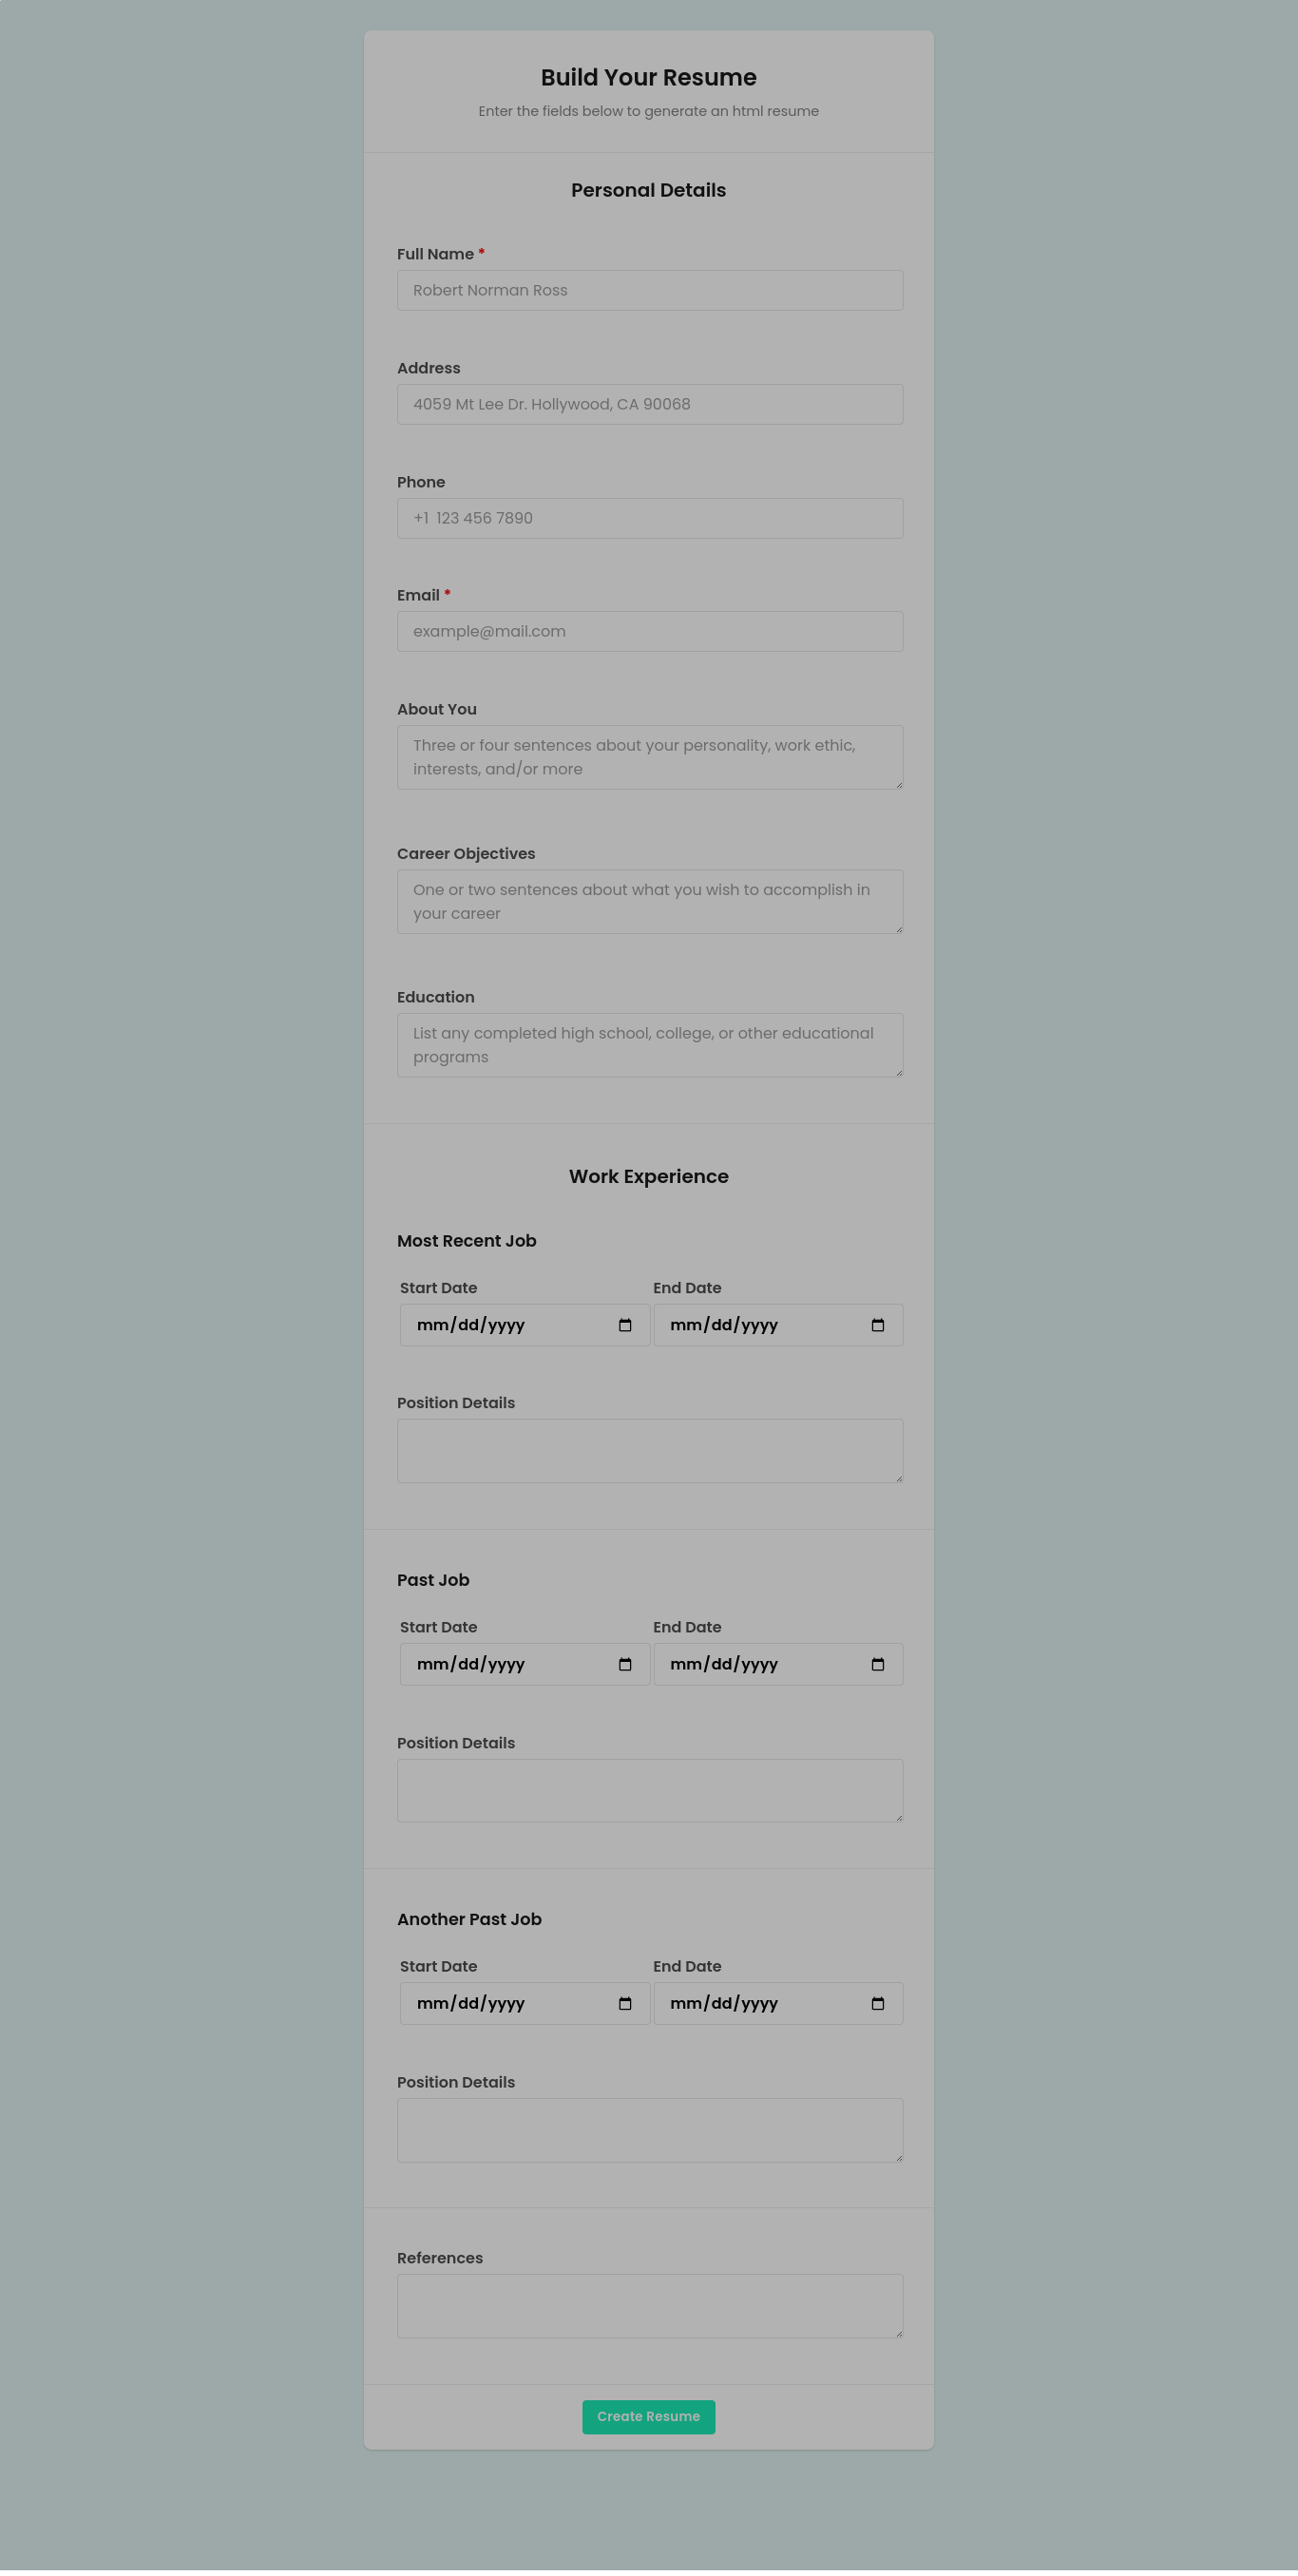 Build Your Resume
Enter the fields below to generate an html resume
Personal Details
Full Name *
Robert Norman Ross
Address
4059 Mt Lee Dr. Hollywood, CA 90068
Phone
+1  123 456 7890
Email *
example@mail.com
About You
Three or four sentences about your personality, work ethic,
interests, and/or more
Career Objectives
One or two sentences about what you wish to accomplish in
your career
Education
List any completed high school, college, or other educational
programs
Work Experience
Most Recent Job
Start Date End Date
mm/dd/yyyy mm/dd/yyyy
Position Details
Past Job
Start Date End Date
mm/dd/yyyy mm/dd/yyyy
Position Details
Another Past Job
Start Date End Date
mm/dd/yyyy mm/dd/yyyy
Position Details
References
Create Resume